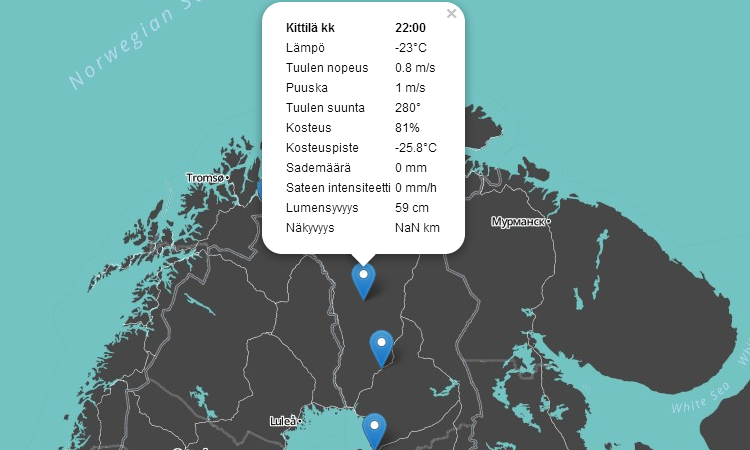 Norwegian S
Kittilä kk 22:00
Lämpö -23°C
Tuulen nopeus 0.8 m/s
Puuska 1 m/s
Tuulen suunta 280°
Kosteus 81%
Kosteuspiste -25.8°C
Sademäärä 0 mm
Sateen intensiteetti 0 mm/h
Lumensyvyys 59 cm
Näkyvyys NaN km
Tromsø
Мурманск
Luleå
White Sea